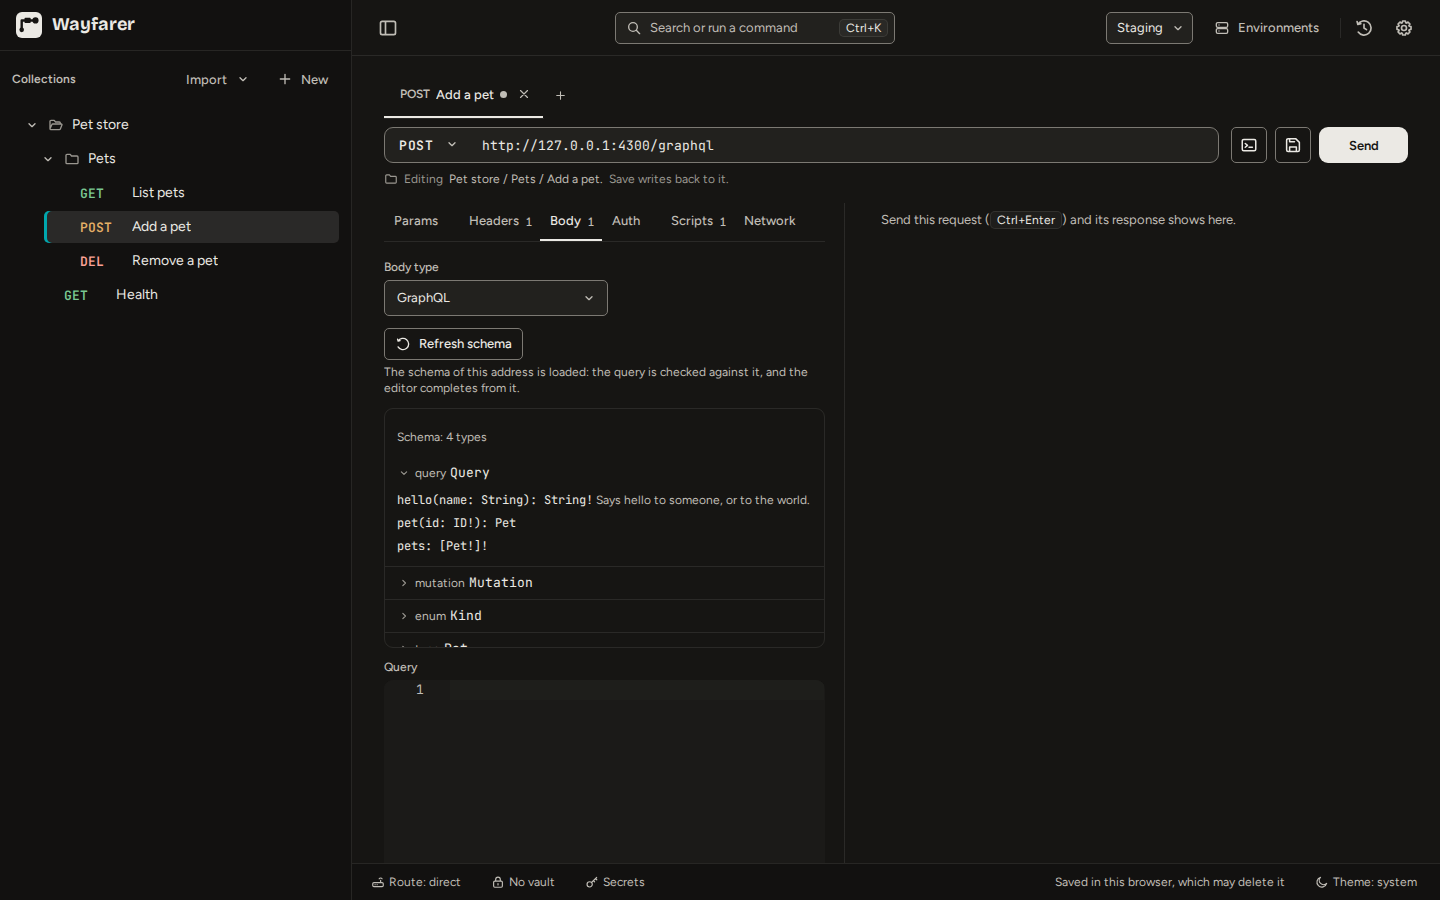 Wayfarer
Search or run a command Ctrl+K
Staging
Environments
Collections
Import
New
Pet store
Pets
GET List pets
POST Add a pet
DEL Remove a pet
GET Health
POST Add a pet
POST http://127.0.0.1:4300/graphql
Send
Editing Pet store / Pets / Add a pet. Save writes back to it.
Params Headers 1 Body 1 Auth Scripts 1 Network
Body type
GraphQL
Refresh schema
The schema of this address is loaded: the query is checked against it, and the
editor completes from it.
Schema: 4 types
query Query
hello(name: String): String! Says hello to someone, or to the world.
pet(id: ID!): Pet
pets: [Pet!]!
mutation Mutation
enum Kind
Pet
Query
1
Send this request (Ctrl+Enter) and its response shows here.
Route: direct
No vault
Secrets
Saved in this browser, which may delete it
Theme: system